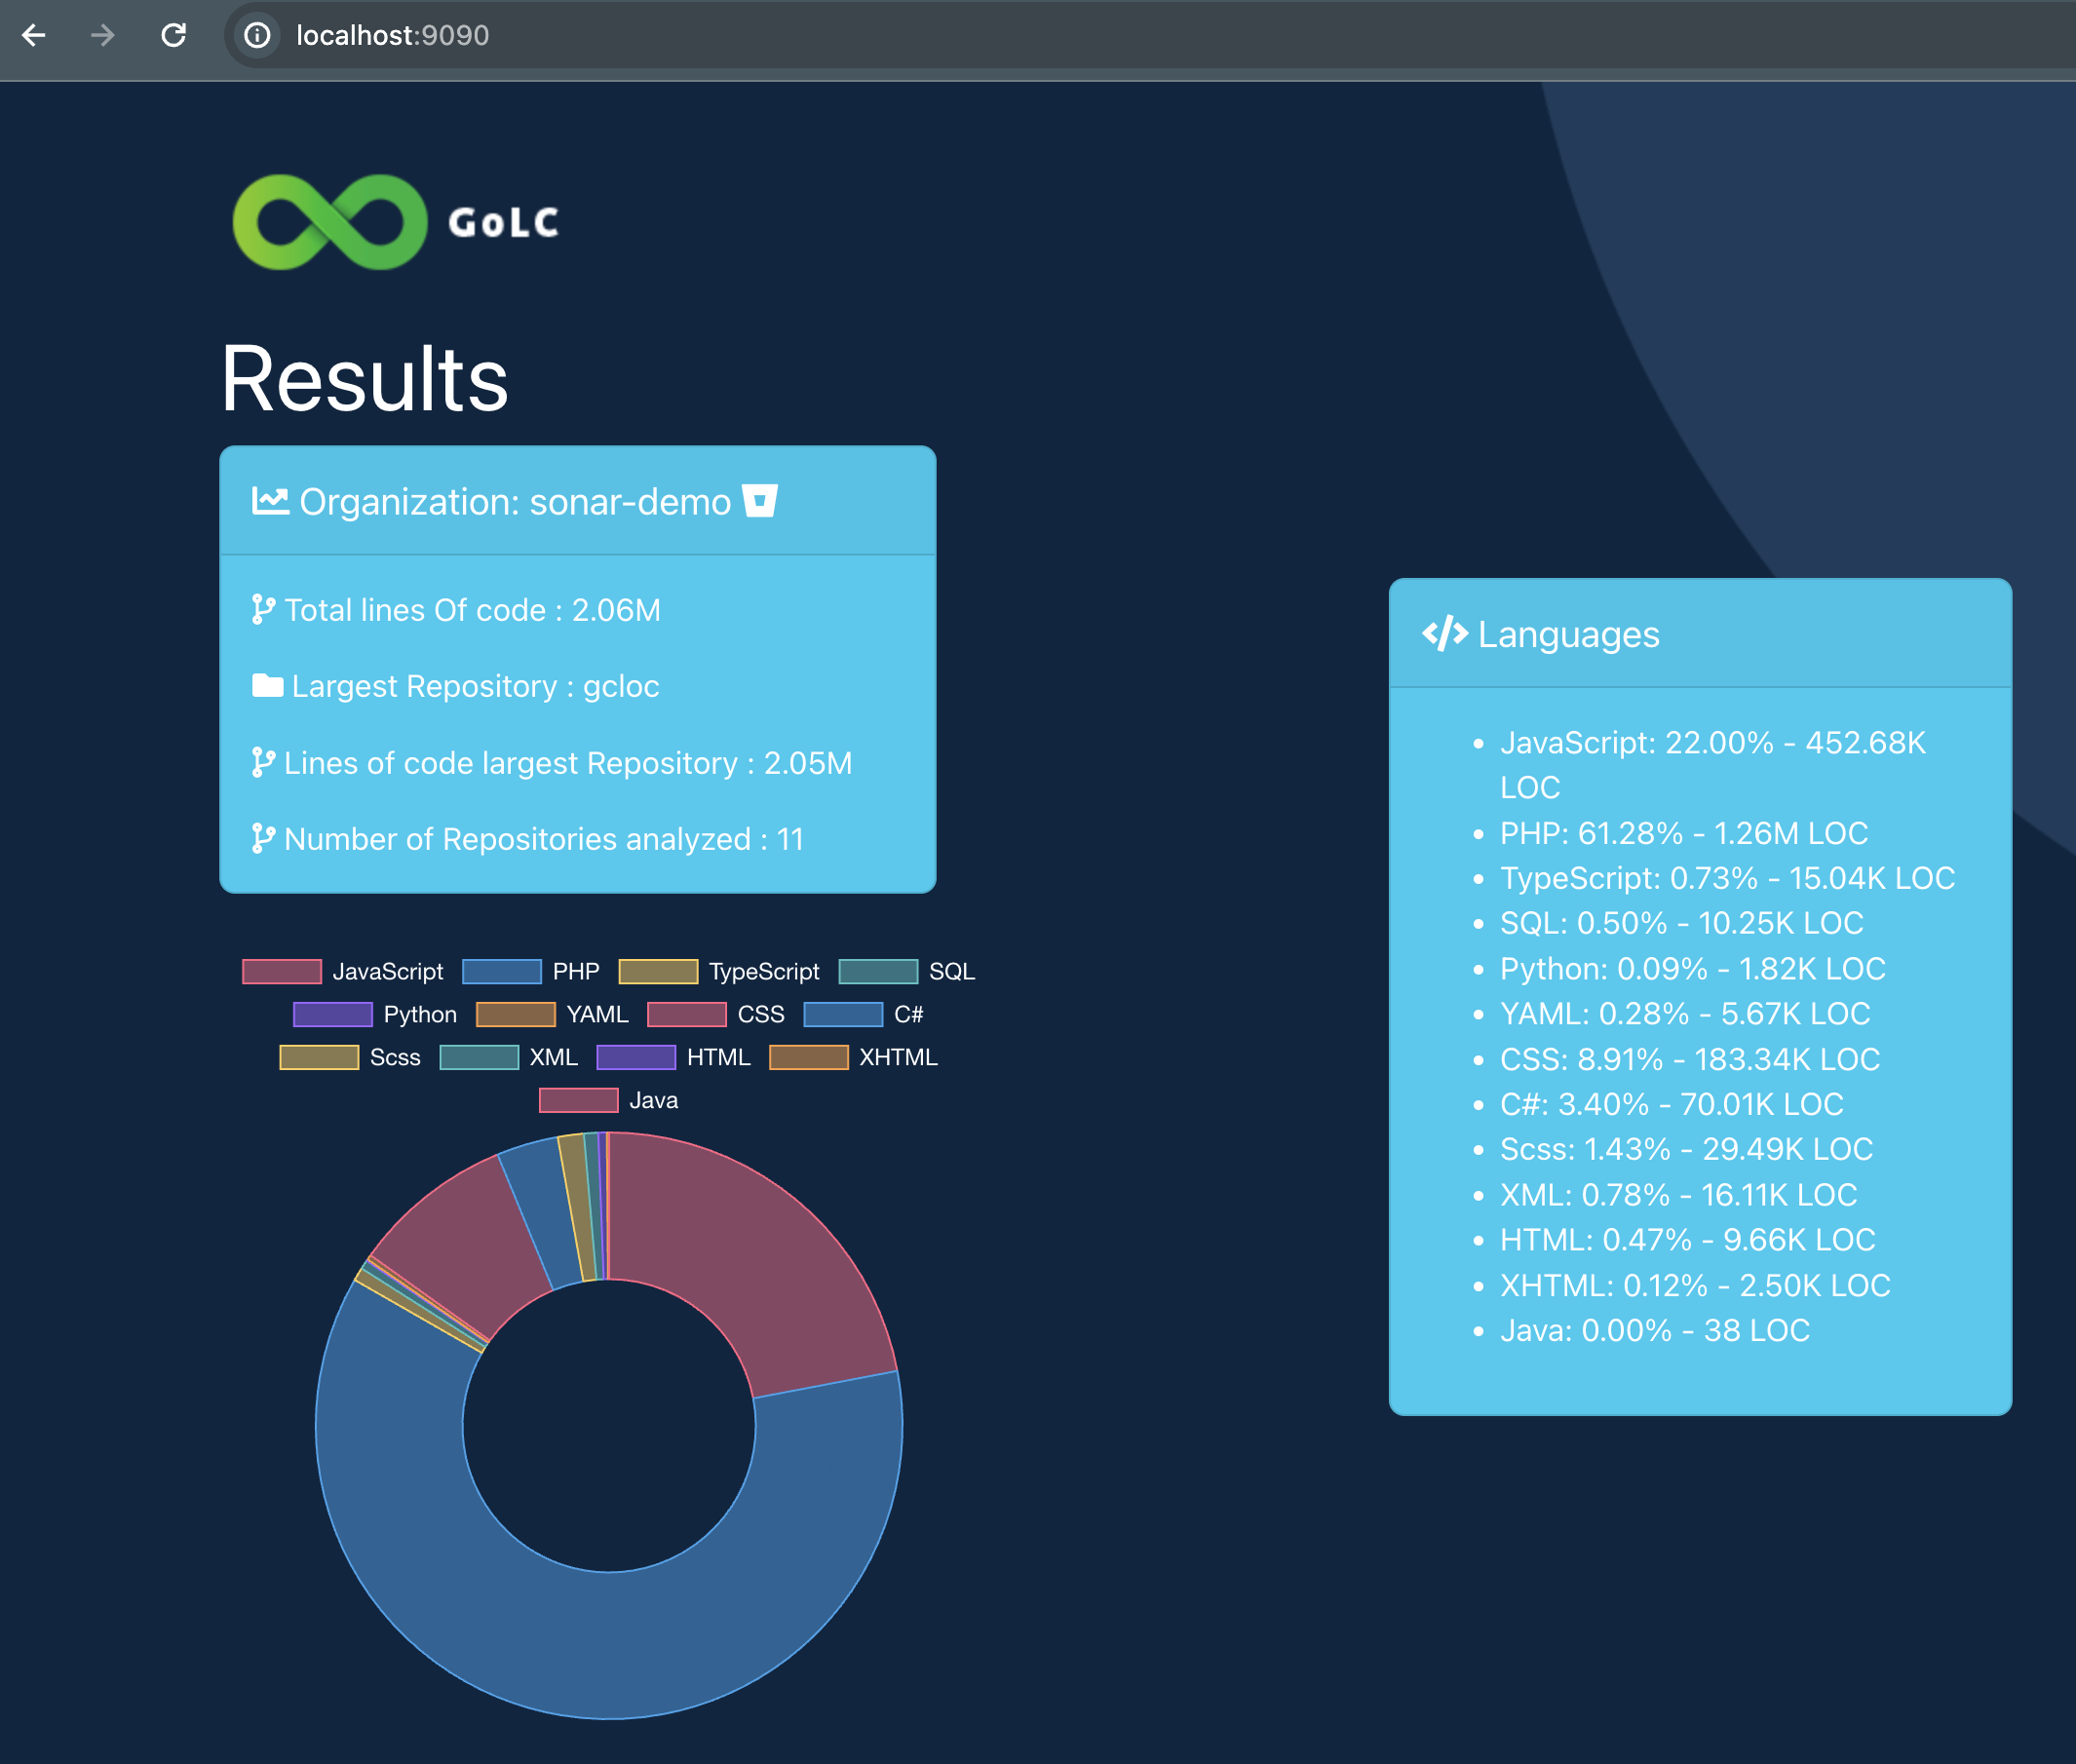 localhost:9090
GoLC
Results
Organization: sonar-demo
Total lines Of code : 2.06M
Largest Repository : gcloc
Lines of code largest Repository : 2.05M
Number of Repositories analyzed : 11
JavaScript PHP TypeScript SQL
Python YAML CSS C#
Scss XML HTML XHTML
Java
Languages
JavaScript: 22.00% - 452.68K
LOC
PHP: 61.28% - 1.26M LOC
TypeScript: 0.73% - 15.04K LOC
SQL: 0.50% - 10.25K LOC
Python: 0.09% - 1.82K LOC
YAML: 0.28% - 5.67K LOC
CSS: 8.91% - 183.34K LOC
C#: 3.40% - 70.01K LOC
Scss: 1.43% - 29.49K LOC
XML: 0.78% - 16.11K LOC
HTML: 0.47% - 9.66K LOC
XHTML: 0.12% - 2.50K LOC
Java: 0.00% - 38 LOC